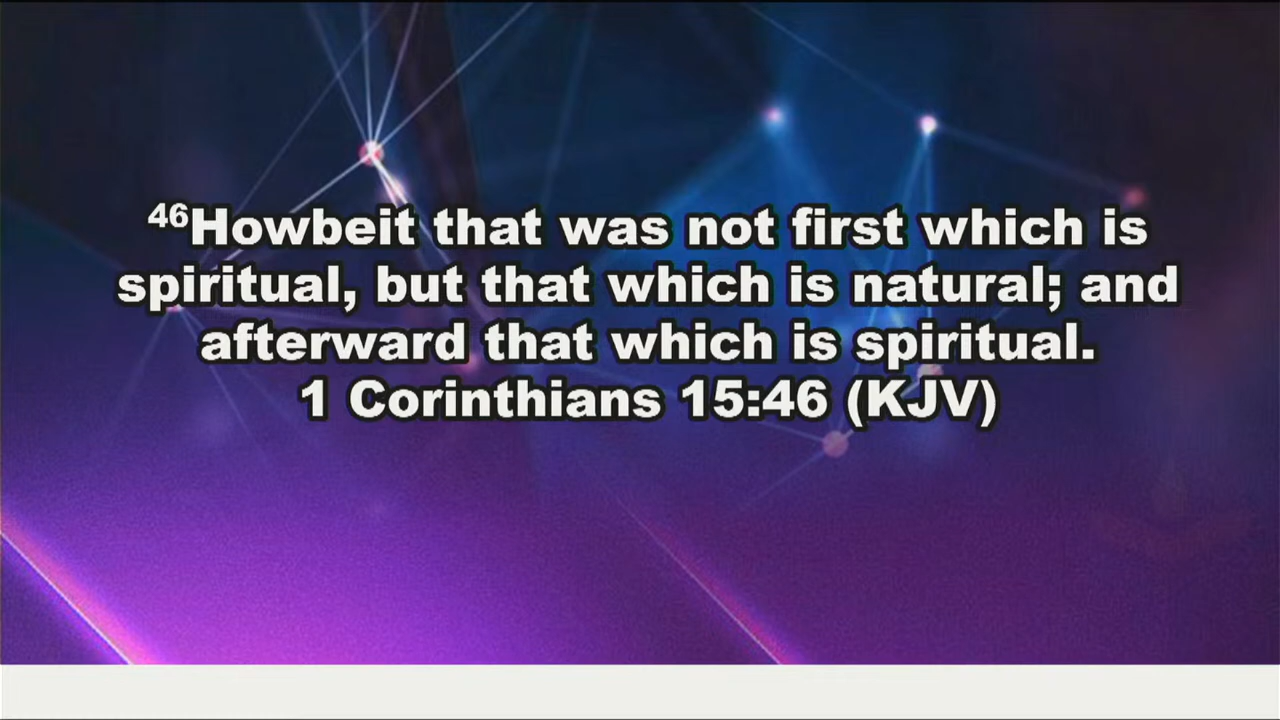 ⁴⁶Howbeit that was not first which is
spiritual, but that which is natural; and
afterward that which is spiritual.
1 Corinthians 15:46 (KJV)